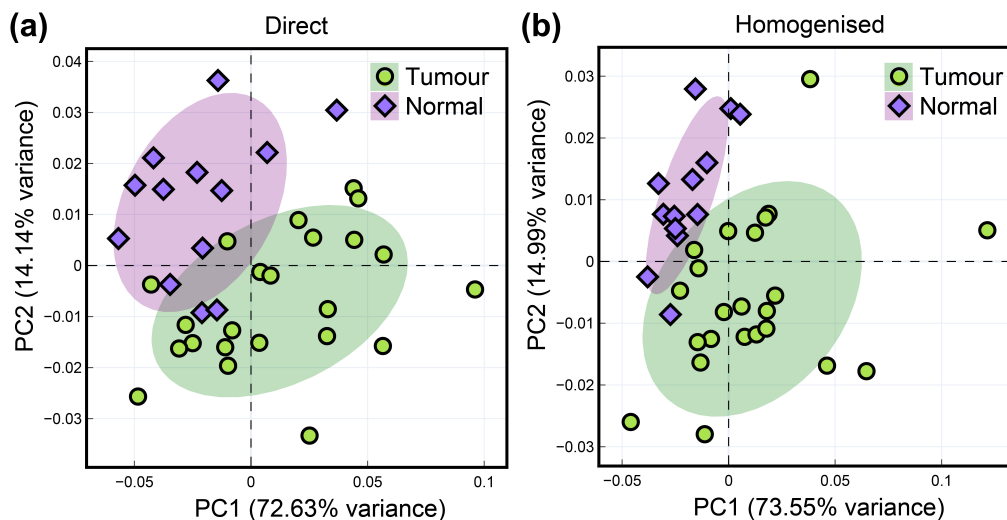 (a)
Direct
Tumour
Normal
0.04
0.03
0.02
0.01
0
−0.01
−0.02
−0.03
PC2 (14.14% variance)
−0.05
0
0.05
0.1
PC1 (72.63% variance)
(b)
Homogenised
Tumour
Normal
0.03
0.02
0.01
0
−0.01
−0.02
−0.03
PC2 (14.99% variance)
−0.05
0
0.05
0.1
PC1 (73.55% variance)